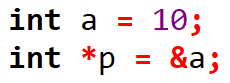 int a = 10;
int *p = &a;